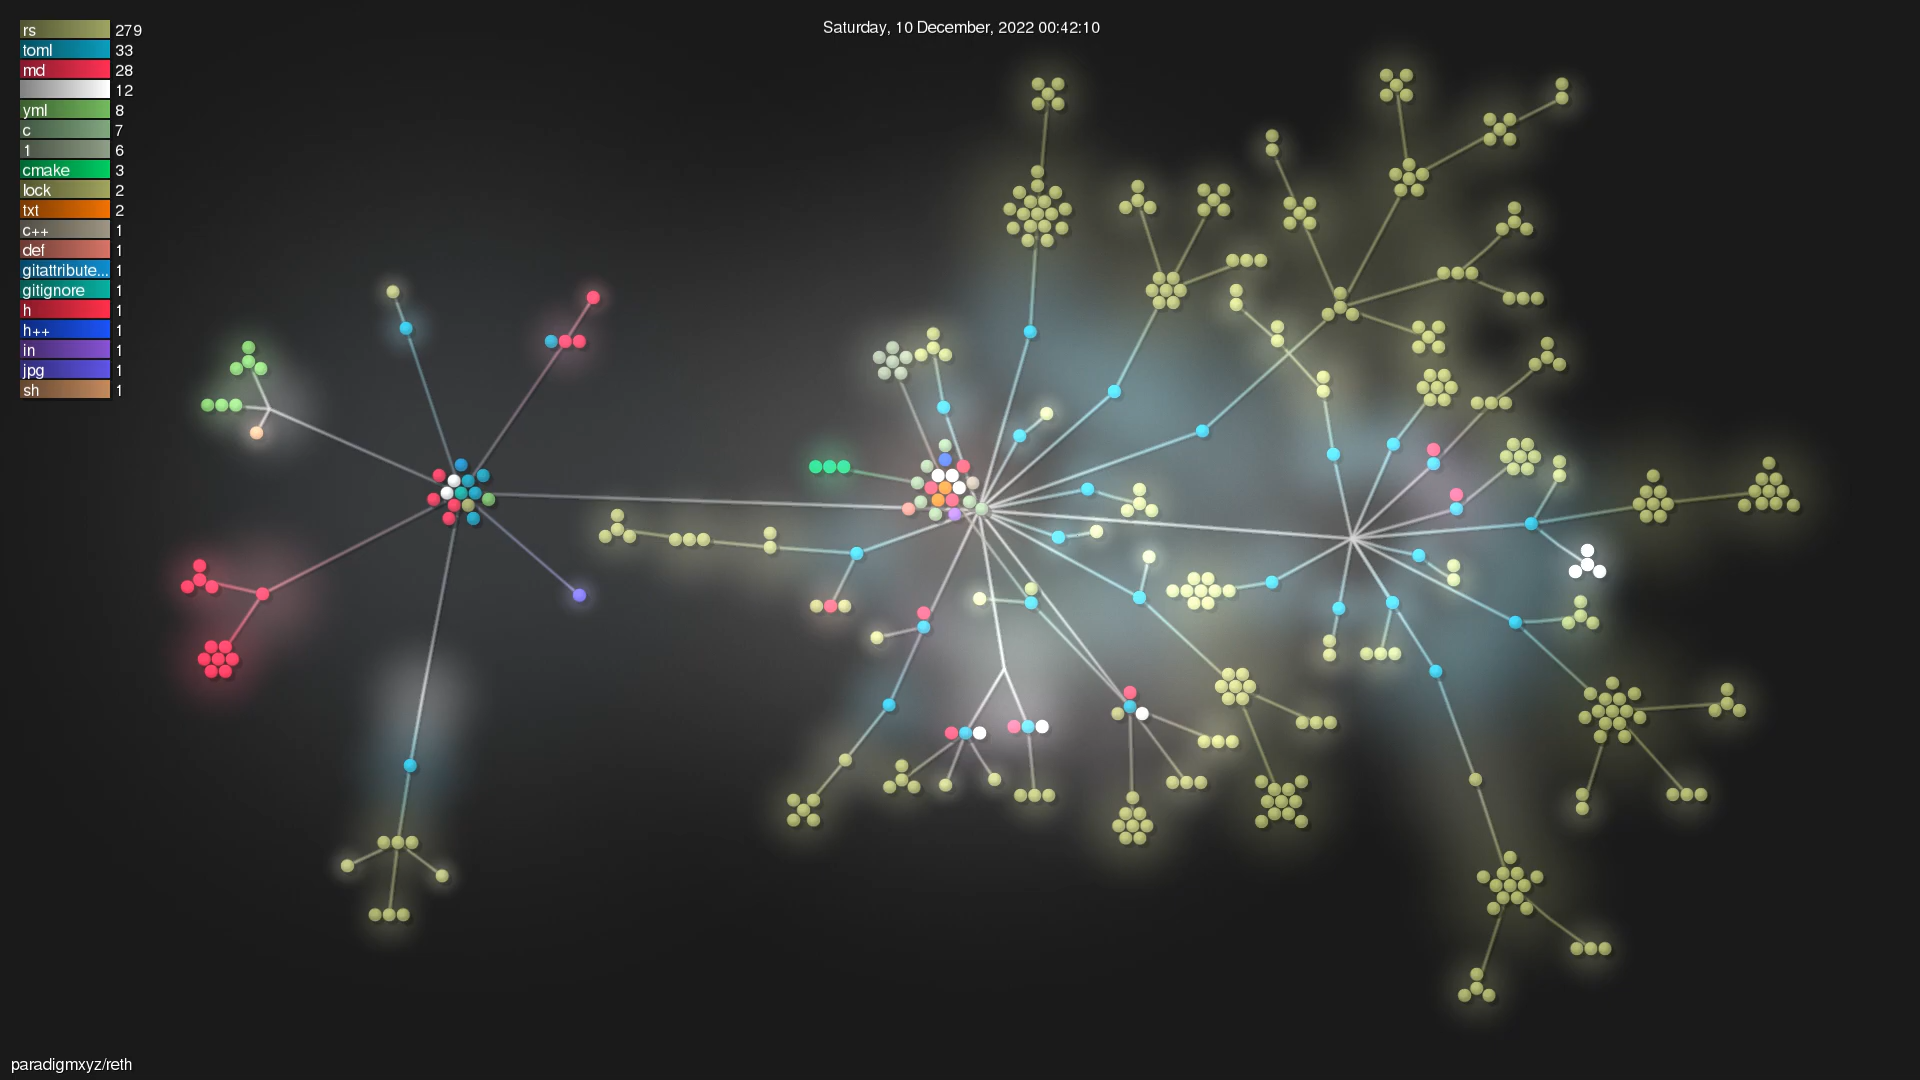 Saturday, 10 December, 2022 00:42:10
rs 279
toml 33
md 28
12
yml 8
c 7
1 6
cmake 3
lock 2
txt 2
c++ 1
def 1
gitattribute... 1
gitignore 1
h 1
h++ 1
in 1
jpg 1
sh 1
paradigmxyz/reth